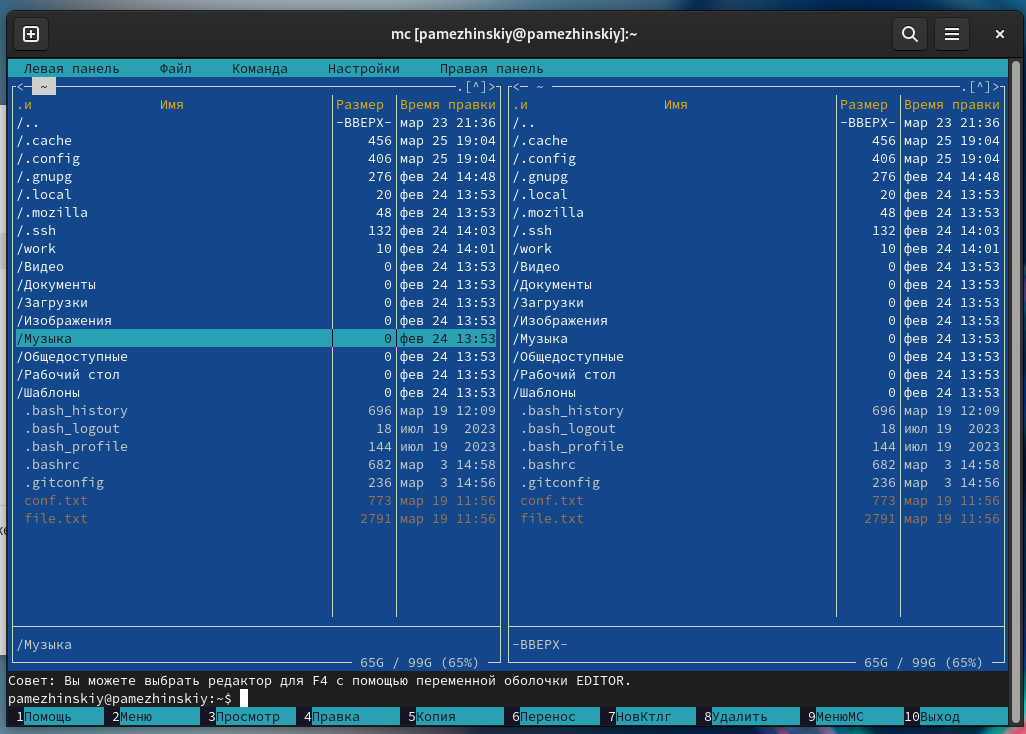 mc [pamezhinskiy@pamezhinskiy]:~
Левая панель Файл Команда Настройки Правая панель
<─ ~ .[^]> <─ ~ .[^]>
.и Имя Размер Время правки .и Имя Размер Время правки
/.. -ВВЕРХ- мар 23 21:36 /.. -ВВЕРХ- мар 23 21:36
/.cache 456 мар 25 19:04 /.cache 456 мар 25 19:04
/.config 406 мар 25 19:04 /.config 406 мар 25 19:04
/.gnupg 276 фев 24 14:48 /.gnupg 276 фев 24 14:48
/.local 20 фев 24 13:53 /.local 20 фев 24 13:53
/.mozilla 48 фев 24 13:53 /.mozilla 48 фев 24 13:53
/.ssh 132 фев 24 14:03 /.ssh 132 фев 24 14:03
/work 10 фев 24 14:01 /work 10 фев 24 14:01
/Видео 0 фев 24 13:53 /Видео 0 фев 24 13:53
/Документы 0 фев 24 13:53 /Документы 0 фев 24 13:53
/Загрузки 0 фев 24 13:53 /Загрузки 0 фев 24 13:53
/Изображения 0 фев 24 13:53 /Изображения 0 фев 24 13:53
/Музыка 0 фев 24 13:53 /Музыка 0 фев 24 13:53
/Общедоступные 0 фев 24 13:53 /Общедоступные 0 фев 24 13:53
/Рабочий стол 0 фев 24 13:53 /Рабочий стол 0 фев 24 13:53
/Шаблоны 0 фев 24 13:53 /Шаблоны 0 фев 24 13:53
.bash_history 696 мар 19 12:09 .bash_history 696 мар 19 12:09
.bash_logout 18 июл 19 2023 .bash_logout 18 июл 19 2023
.bash_profile 144 июл 19 2023 .bash_profile 144 июл 19 2023
.bashrc 682 мар 3 14:58 .bashrc 682 мар 3 14:58
.gitconfig 236 мар 3 14:56 .gitconfig 236 мар 3 14:56
conf.txt 773 мар 19 11:56 conf.txt 773 мар 19 11:56
file.txt 2791 мар 19 11:56 file.txt 2791 мар 19 11:56
/Музыка -ВВЕРХ-
65G / 99G (65%) 65G / 99G (65%)
Совет: Вы можете выбрать редактор для F4 с помощью переменной оболочки EDITOR.
pamezhinskiy@pamezhinskiy:~$
1Помощь 2Меню 3Просмотр 4Правка 5Копия 6Перенос 7НовКтлг 8Удалить 9МенюMC 10Выход